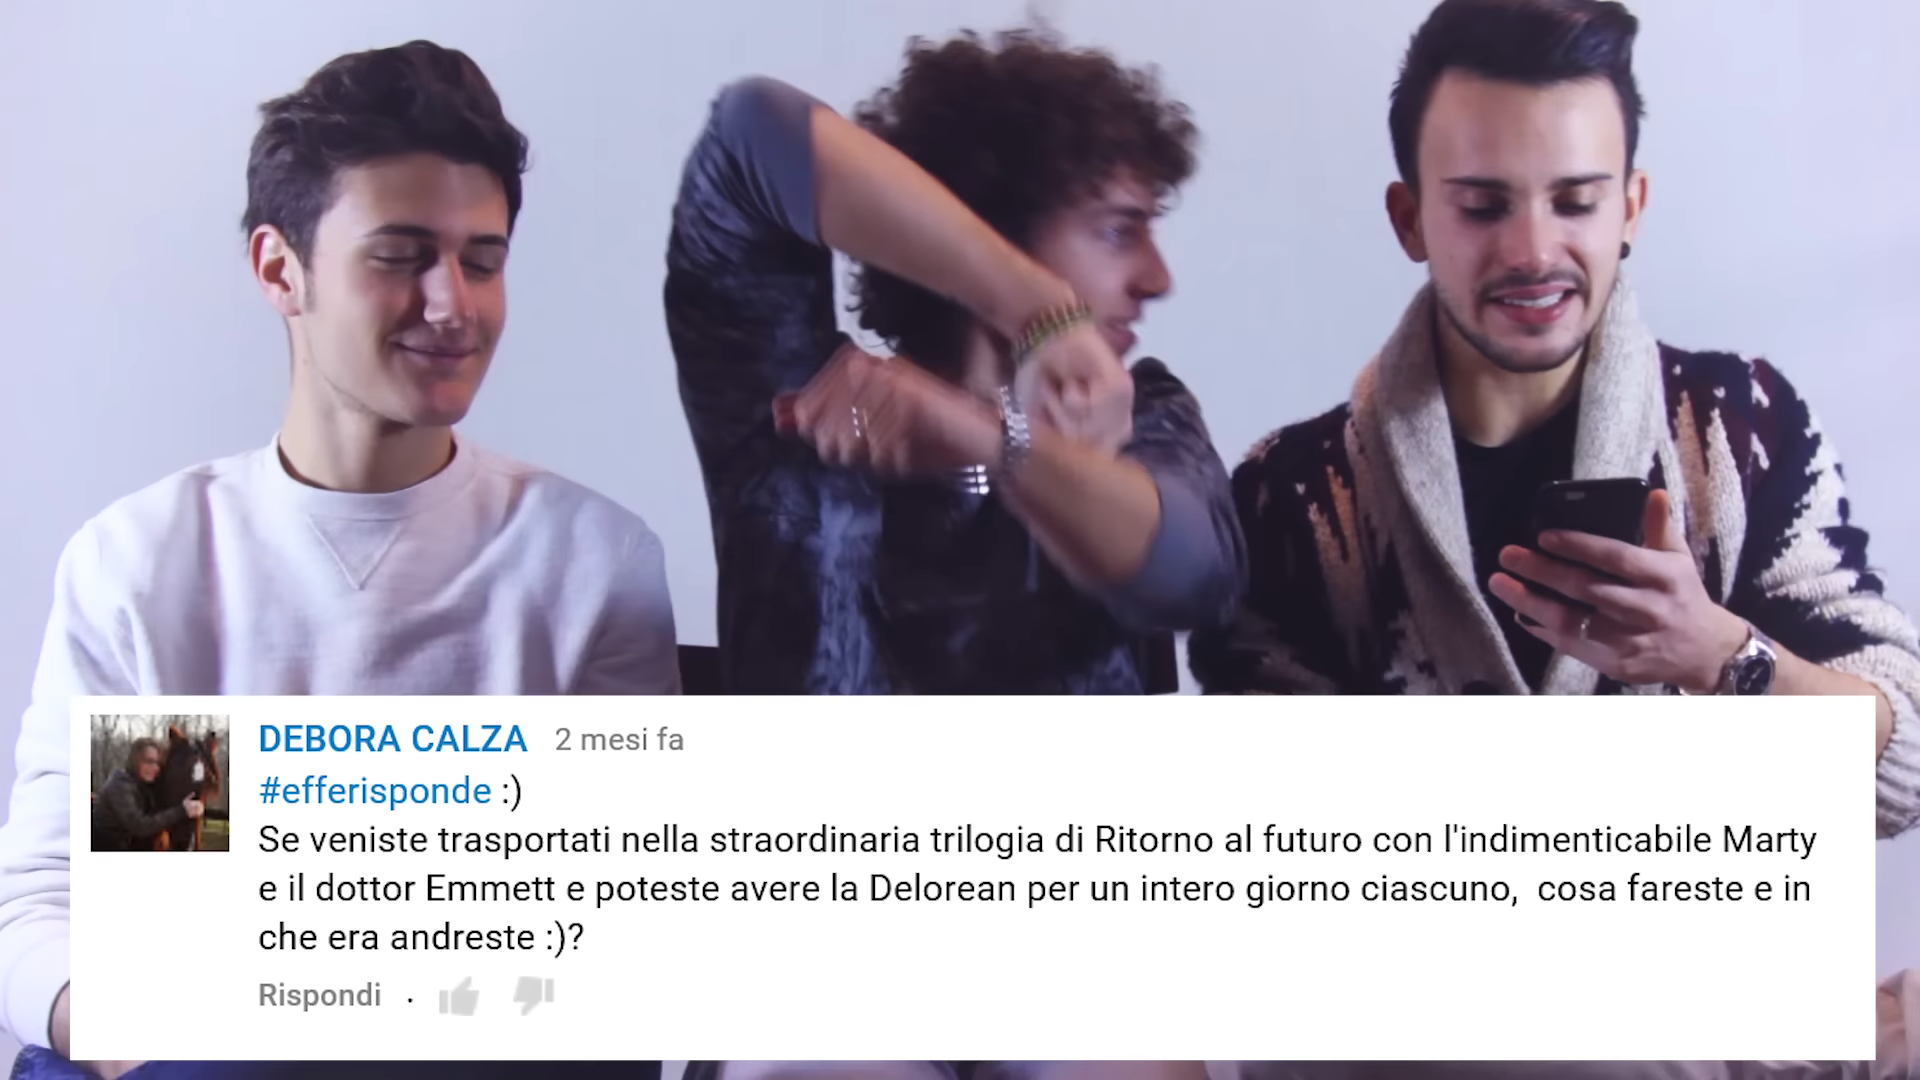 DEBORA CALZA 2 mesi fa
#efferisponde :)
Se veniste trasportati nella straordinaria trilogia di Ritorno al futuro con l'indimenticabile Marty
e il dottor Emmett e poteste avere la Delorean per un intero giorno ciascuno,  cosa fareste e in
che era andreste :)?
Rispondi .